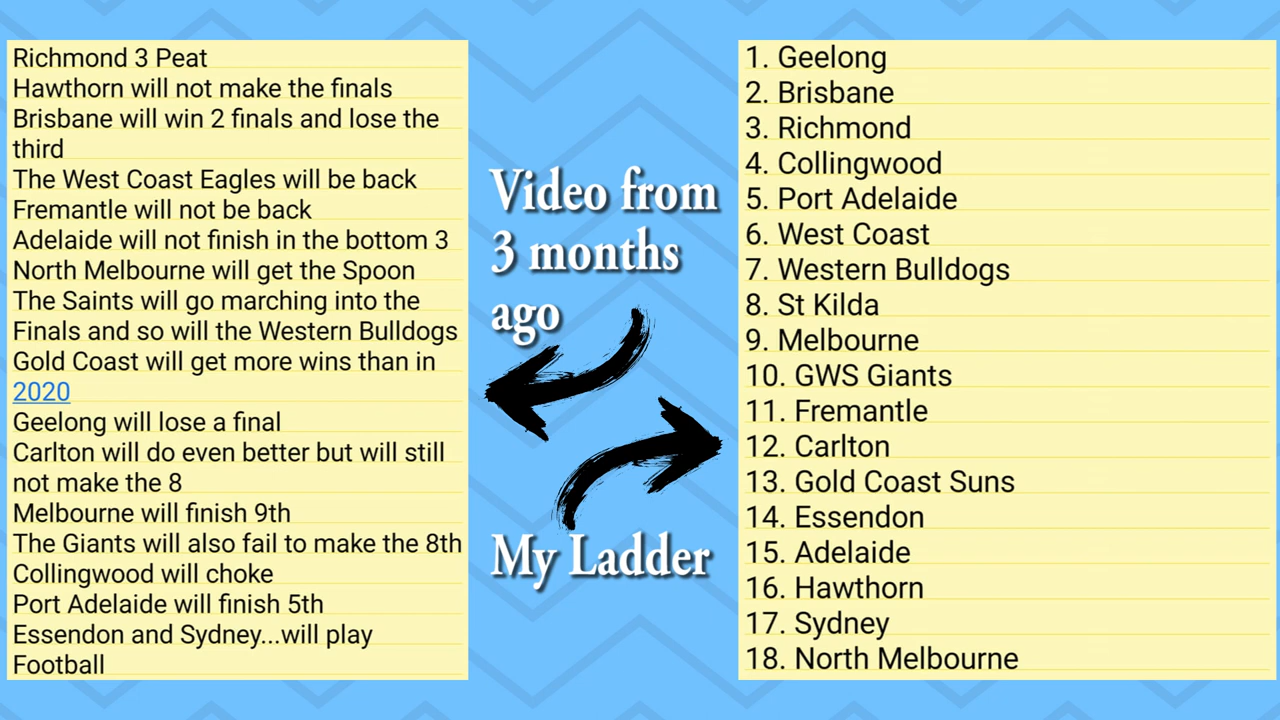 Richmond 3 Peat
Hawthorn will not make the finals
Brisbane will win 2 finals and lose the
third
The West Coast Eagles will be back
Fremantle will not be back
Adelaide will not finish in the bottom 3
North Melbourne will get the Spoon
The Saints will go marching into the
Finals and so will the Western Bulldogs
Gold Coast will get more wins than in
2020
Geelong will lose a final
Carlton will do even better but will still
not make the 8
Melbourne will finish 9th
The Giants will also fail to make the 8th
Collingwood will choke
Port Adelaide will finish 5th
Essendon and Sydney...will play
Football
Video from
3 months
ago
My Ladder
1. Geelong
2. Brisbane
3. Richmond
4. Collingwood
5. Port Adelaide
6. West Coast
7. Western Bulldogs
8. St Kilda
9. Melbourne
10. GWS Giants
11. Fremantle
12. Carlton
13. Gold Coast Suns
14. Essendon
15. Adelaide
16. Hawthorn
17. Sydney
18. North Melbourne